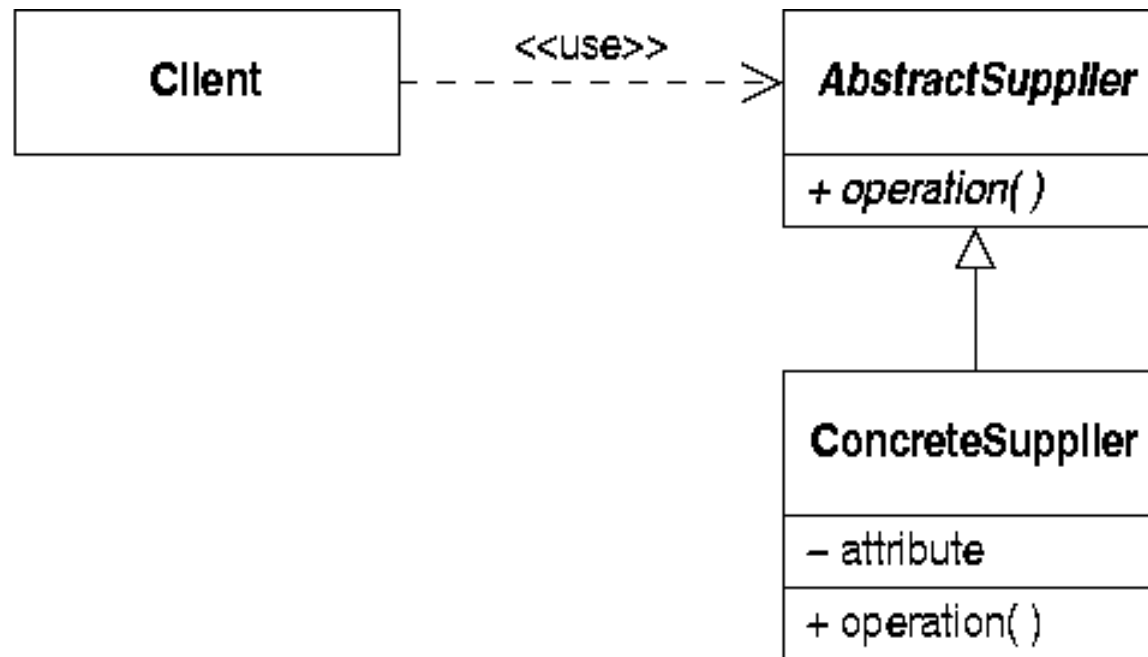 Client
<<use>>
AbstractSupplier
+ operation( )
ConcreteSupplier
– attribute
+ operation( )